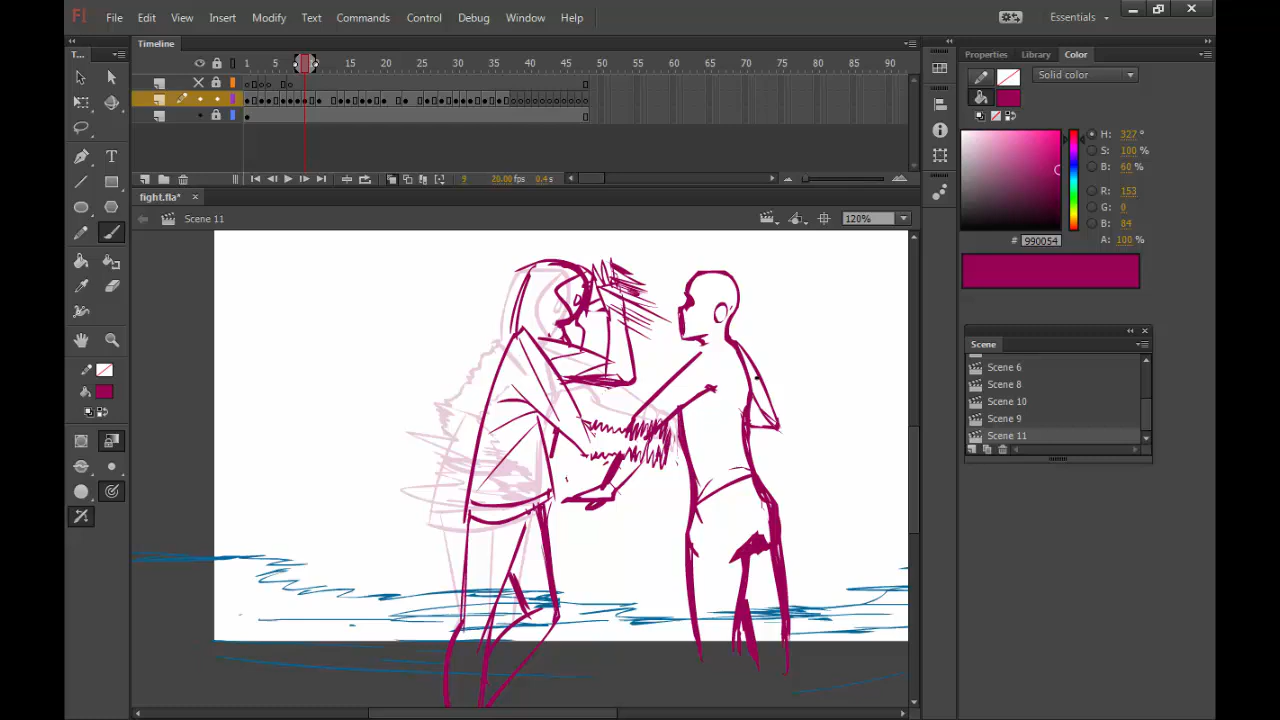 Fl File Edit View Insert Modify Text Commands Control Debug Window Help Essentials
T... Timeline Properties Library Color
1 5 15 20 25 30 35 40 45 50 55 60 65 70 75 80 85 90
Solid color
H: 327 °
S: 100 %
B: 60 %
9 20.00 fps 0.4 s
R: 153
fight.fla* ×
G: 0
Scene 11 120%
B: 84
# 990054 A: 100 %
Scene
Scene 6
Scene 8
Scene 10
Scene 9
Scene 11